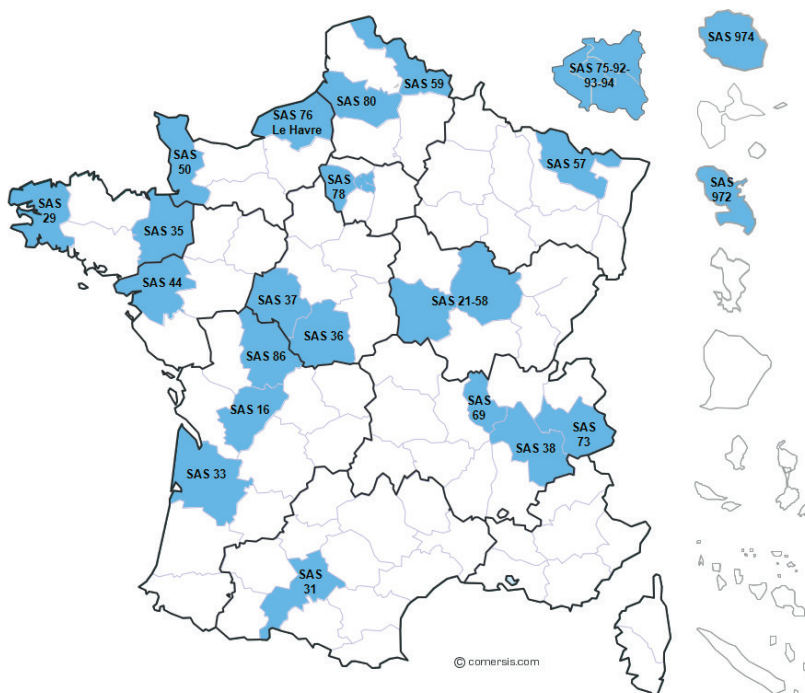 SAS 974
SAS 59
SAS 75-92-
93-94
SAS 80
SAS 76
Le Havre
SAS
50
SAS 57
SAS
78
SAS
972
SAS
29
SAS 35
SAS 44
SAS 37
SAS 21-58
SAS 36
SAS 86
SAS 16
SAS
69
SAS
73
SAS 38
SAS 33
SAS
31
© comersis.com